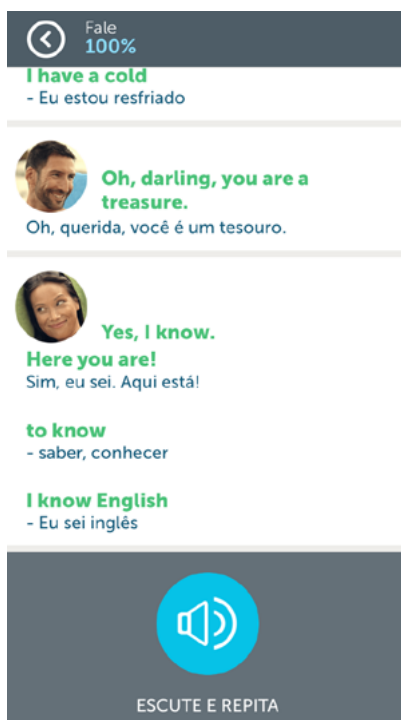 Fale
100%
I have a cold
- Eu estou resfriado
Oh, darling, you are a
treasure.
Oh, querida, você é um tesouro.
Yes, I know.
Here you are!
Sim, eu sei. Aqui está!
to know
- saber, conhecer
I know English
- Eu sei inglês
ESCUTE E REPITA